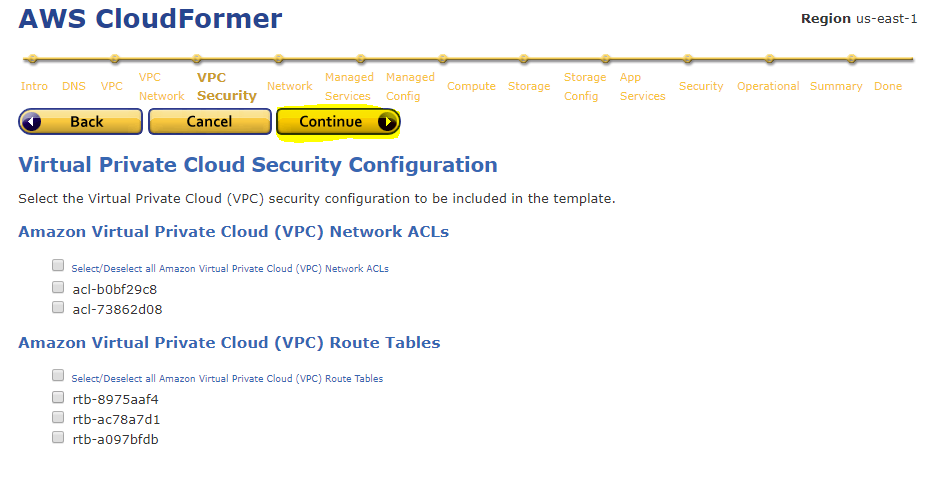 AWS CloudFormer
Region us-east-1
Intro DNS VPC VPC Network VPC Security Network Managed Services Managed Config Compute Storage Storage Config App Services Security Operational Summary Done
Back Cancel Continue
Virtual Private Cloud Security Configuration
Select the Virtual Private Cloud (VPC) security configuration to be included in the template.
Amazon Virtual Private Cloud (VPC) Network ACLs
Select/Deselect all Amazon Virtual Private Cloud (VPC) Network ACLs
acl-b0bf29c8
acl-73862d08
Amazon Virtual Private Cloud (VPC) Route Tables
Select/Deselect all Amazon Virtual Private Cloud (VPC) Route Tables
rtb-8975aaf4
rtb-ac78a7d1
rtb-a097bfdb